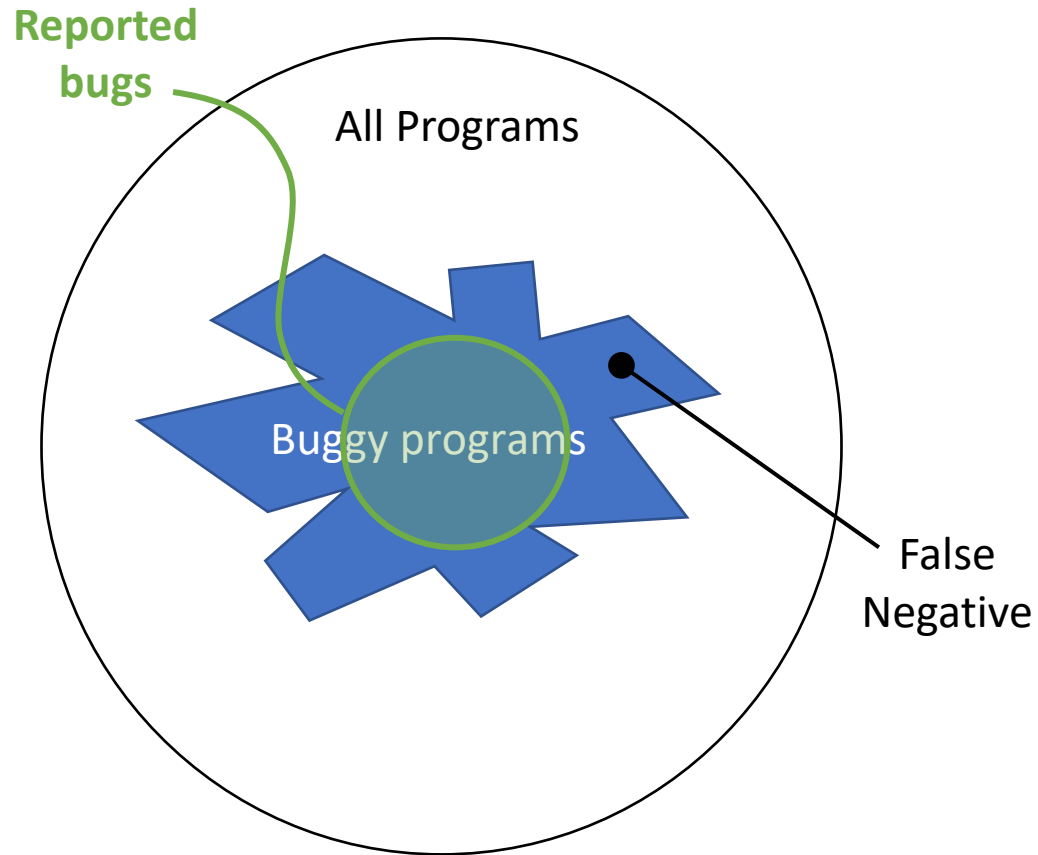 Reported
bugs
All Programs
Buggy programs
False
Negative